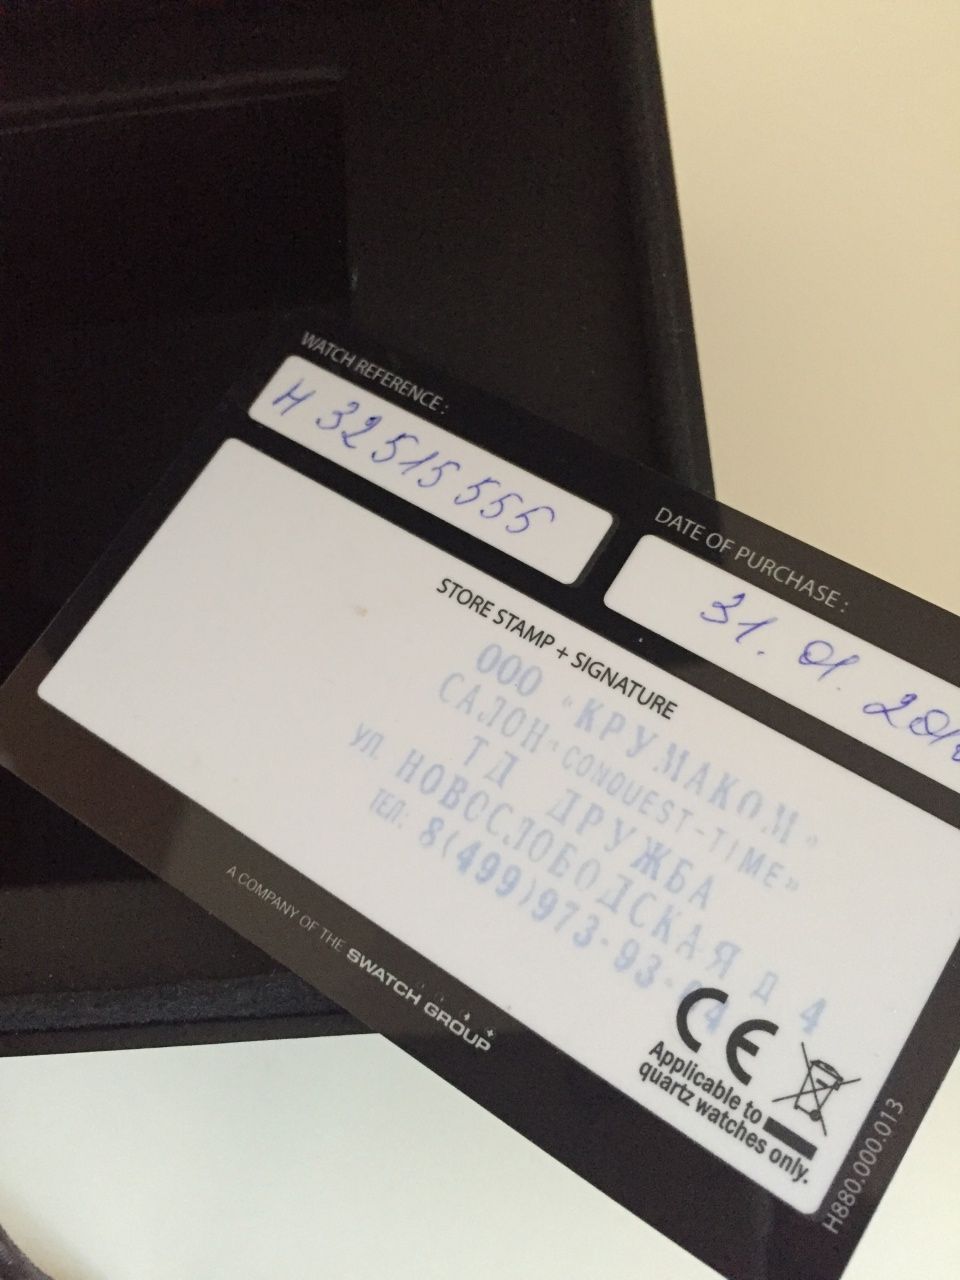 WATCH REFERENCE :
H 32515555
DATE OF PURCHASE :
31. 01.
STORE STAMP + SIGNATURE
ООО «КРУМАКОМ»
САЛОН «CONQUEST-TIME»
ТД ДРУЖБА
УЛ. НОВОСЛОБОДСКАЯ Д 4
ТЕЛ: 8(499)973-93-
CE
Applicable to
quartz watches only.
A COMPANY OF THE SWATCH GROUP
H880.000.013